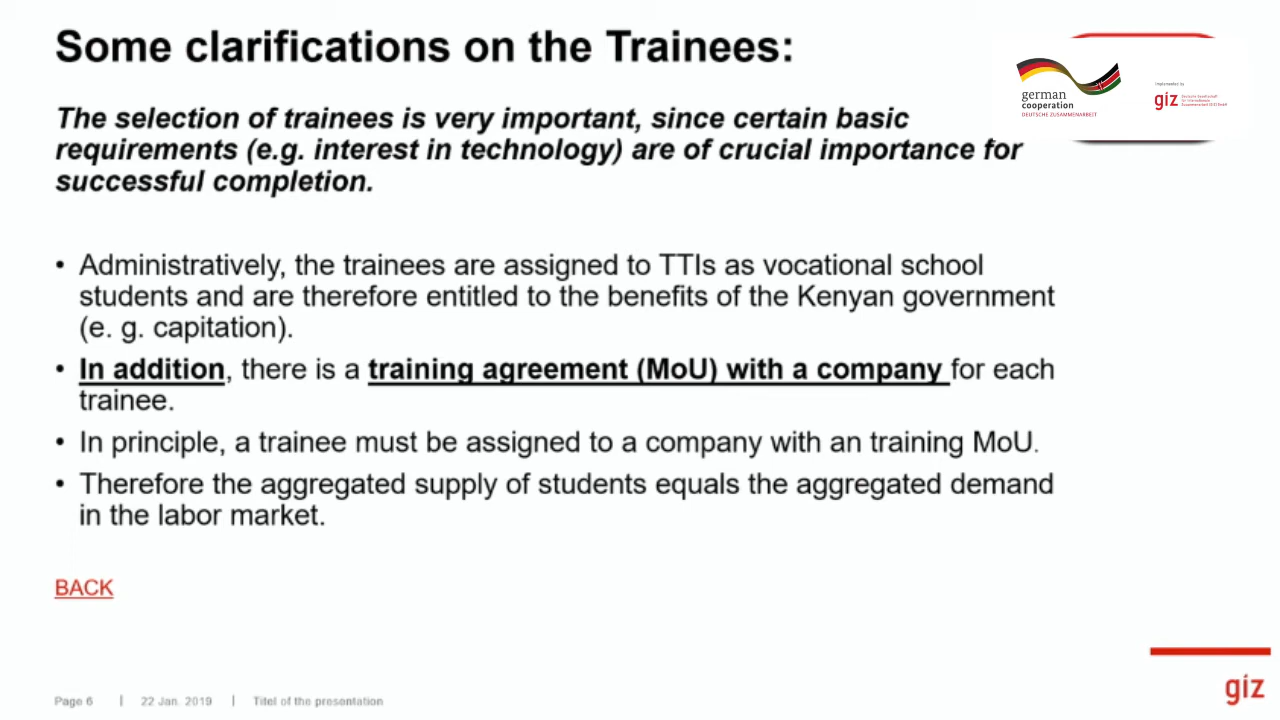 Some clarifications on the Trainees:
german
cooperation
DEUTSCHE ZUSAMMENARBEIT
Implemented by
giz
The selection of trainees is very important, since certain basic
requirements (e.g. interest in technology) are of crucial importance for
successful completion.
• Administratively, the trainees are assigned to TTIs as vocational school
students and are therefore entitled to the benefits of the Kenyan government
(e. g. capitation).
• In addition, there is a training agreement (MoU) with a company for each
trainee.
• In principle, a trainee must be assigned to a company with an training MoU.
• Therefore the aggregated supply of students equals the aggregated demand
in the labor market.
BACK
Page 6 | 22 Jan. 2019 | Titel of the presentation
giz